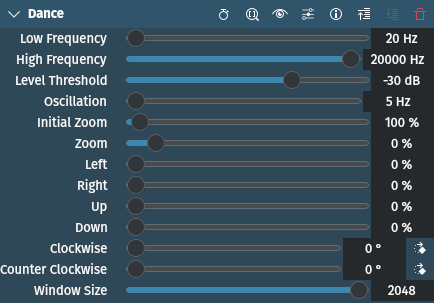 Dance
Low Frequency 20 Hz
High Frequency 20000 Hz
Level Threshold -30 dB
Oscillation 5 Hz
Initial Zoom 100 %
Zoom 0 %
Left 0 %
Right 0 %
Up 0 %
Down 0 %
Clockwise 0 °
Counter Clockwise 0 °
Window Size 2048